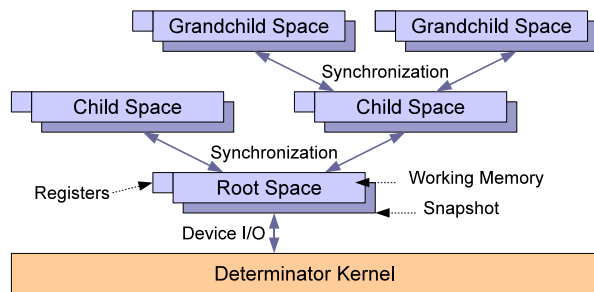 Grandchild Space
Grandchild Space
Synchronization
Child Space
Child Space
Synchronization
Registers
Root Space
Working Memory
Snapshot
Device I/O
Determinator Kernel